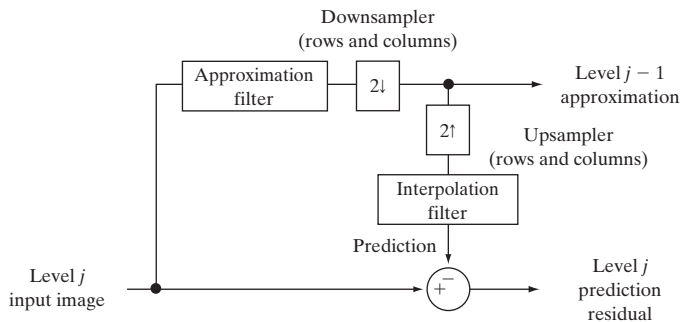 Downsampler
(rows and columns)
Approximation
filter
2↓
Level j − 1
approximation
2↑
Upsampler
(rows and columns)
Interpolation
filter
Prediction
Level j
input image
+
−
Level j
prediction
residual